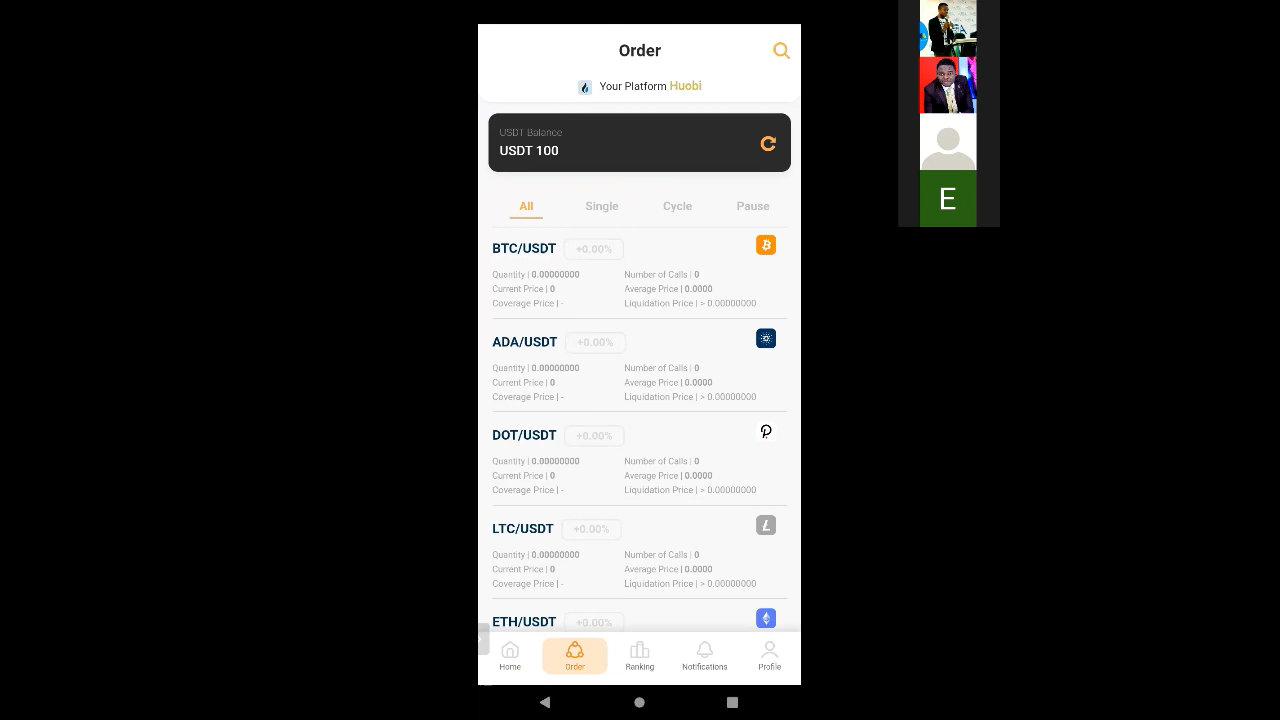 Order
Your Platform Huobi
USDT Balance
USDT 100
All Single Cycle Pause
BTC/USDT +0.00%
Quantity | 0.00000000 Number of Calls | 0
Current Price | 0 Average Price | 0.0000
Coverage Price | - Liquidation Price | > 0.00000000
ADA/USDT +0.00%
Quantity | 0.00000000 Number of Calls | 0
Current Price | 0 Average Price | 0.0000
Coverage Price | - Liquidation Price | > 0.00000000
DOT/USDT +0.00%
Quantity | 0.00000000 Number of Calls | 0
Current Price | 0 Average Price | 0.0000
Coverage Price | - Liquidation Price | > 0.00000000
LTC/USDT +0.00%
Quantity | 0.00000000 Number of Calls | 0
Current Price | 0 Average Price | 0.0000
Coverage Price | - Liquidation Price | > 0.00000000
ETH/USDT +0.00%
Home Order Ranking Notifications Profile
E